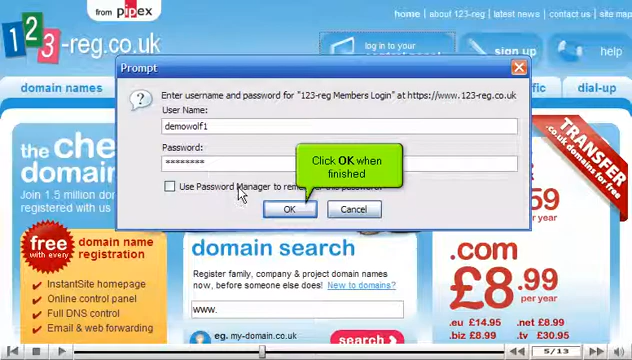 from pipex
home | about 123-reg | latest news | contact us | site map
123-reg.co.uk
log in to your
sign up
help
Prompt
domain names
dial-up
Enter username and password for "123-reg Members Login" at https://www.123-reg.co.uk
User Name:
demowolf1
Password:
********
Click OK when
finished
Use Password Manager to remember this password.
OK
Cancel
TRANSFER
.co.uk domains for free
the
domain
Join 1.5 million
registered with us
free
with every
domain name
registration
InstantSite homepage
Online control panel
Full DNS control
Email & web forwarding
domain search
Register family, company & project domain names
now, before someone else does! New to domains?
www.
eg. my-domain.co.uk
search
59
per year
.com
£8.99
per year
.eu £14.95 .net £8.99
.biz £8.99 .tv £30.95
5/13